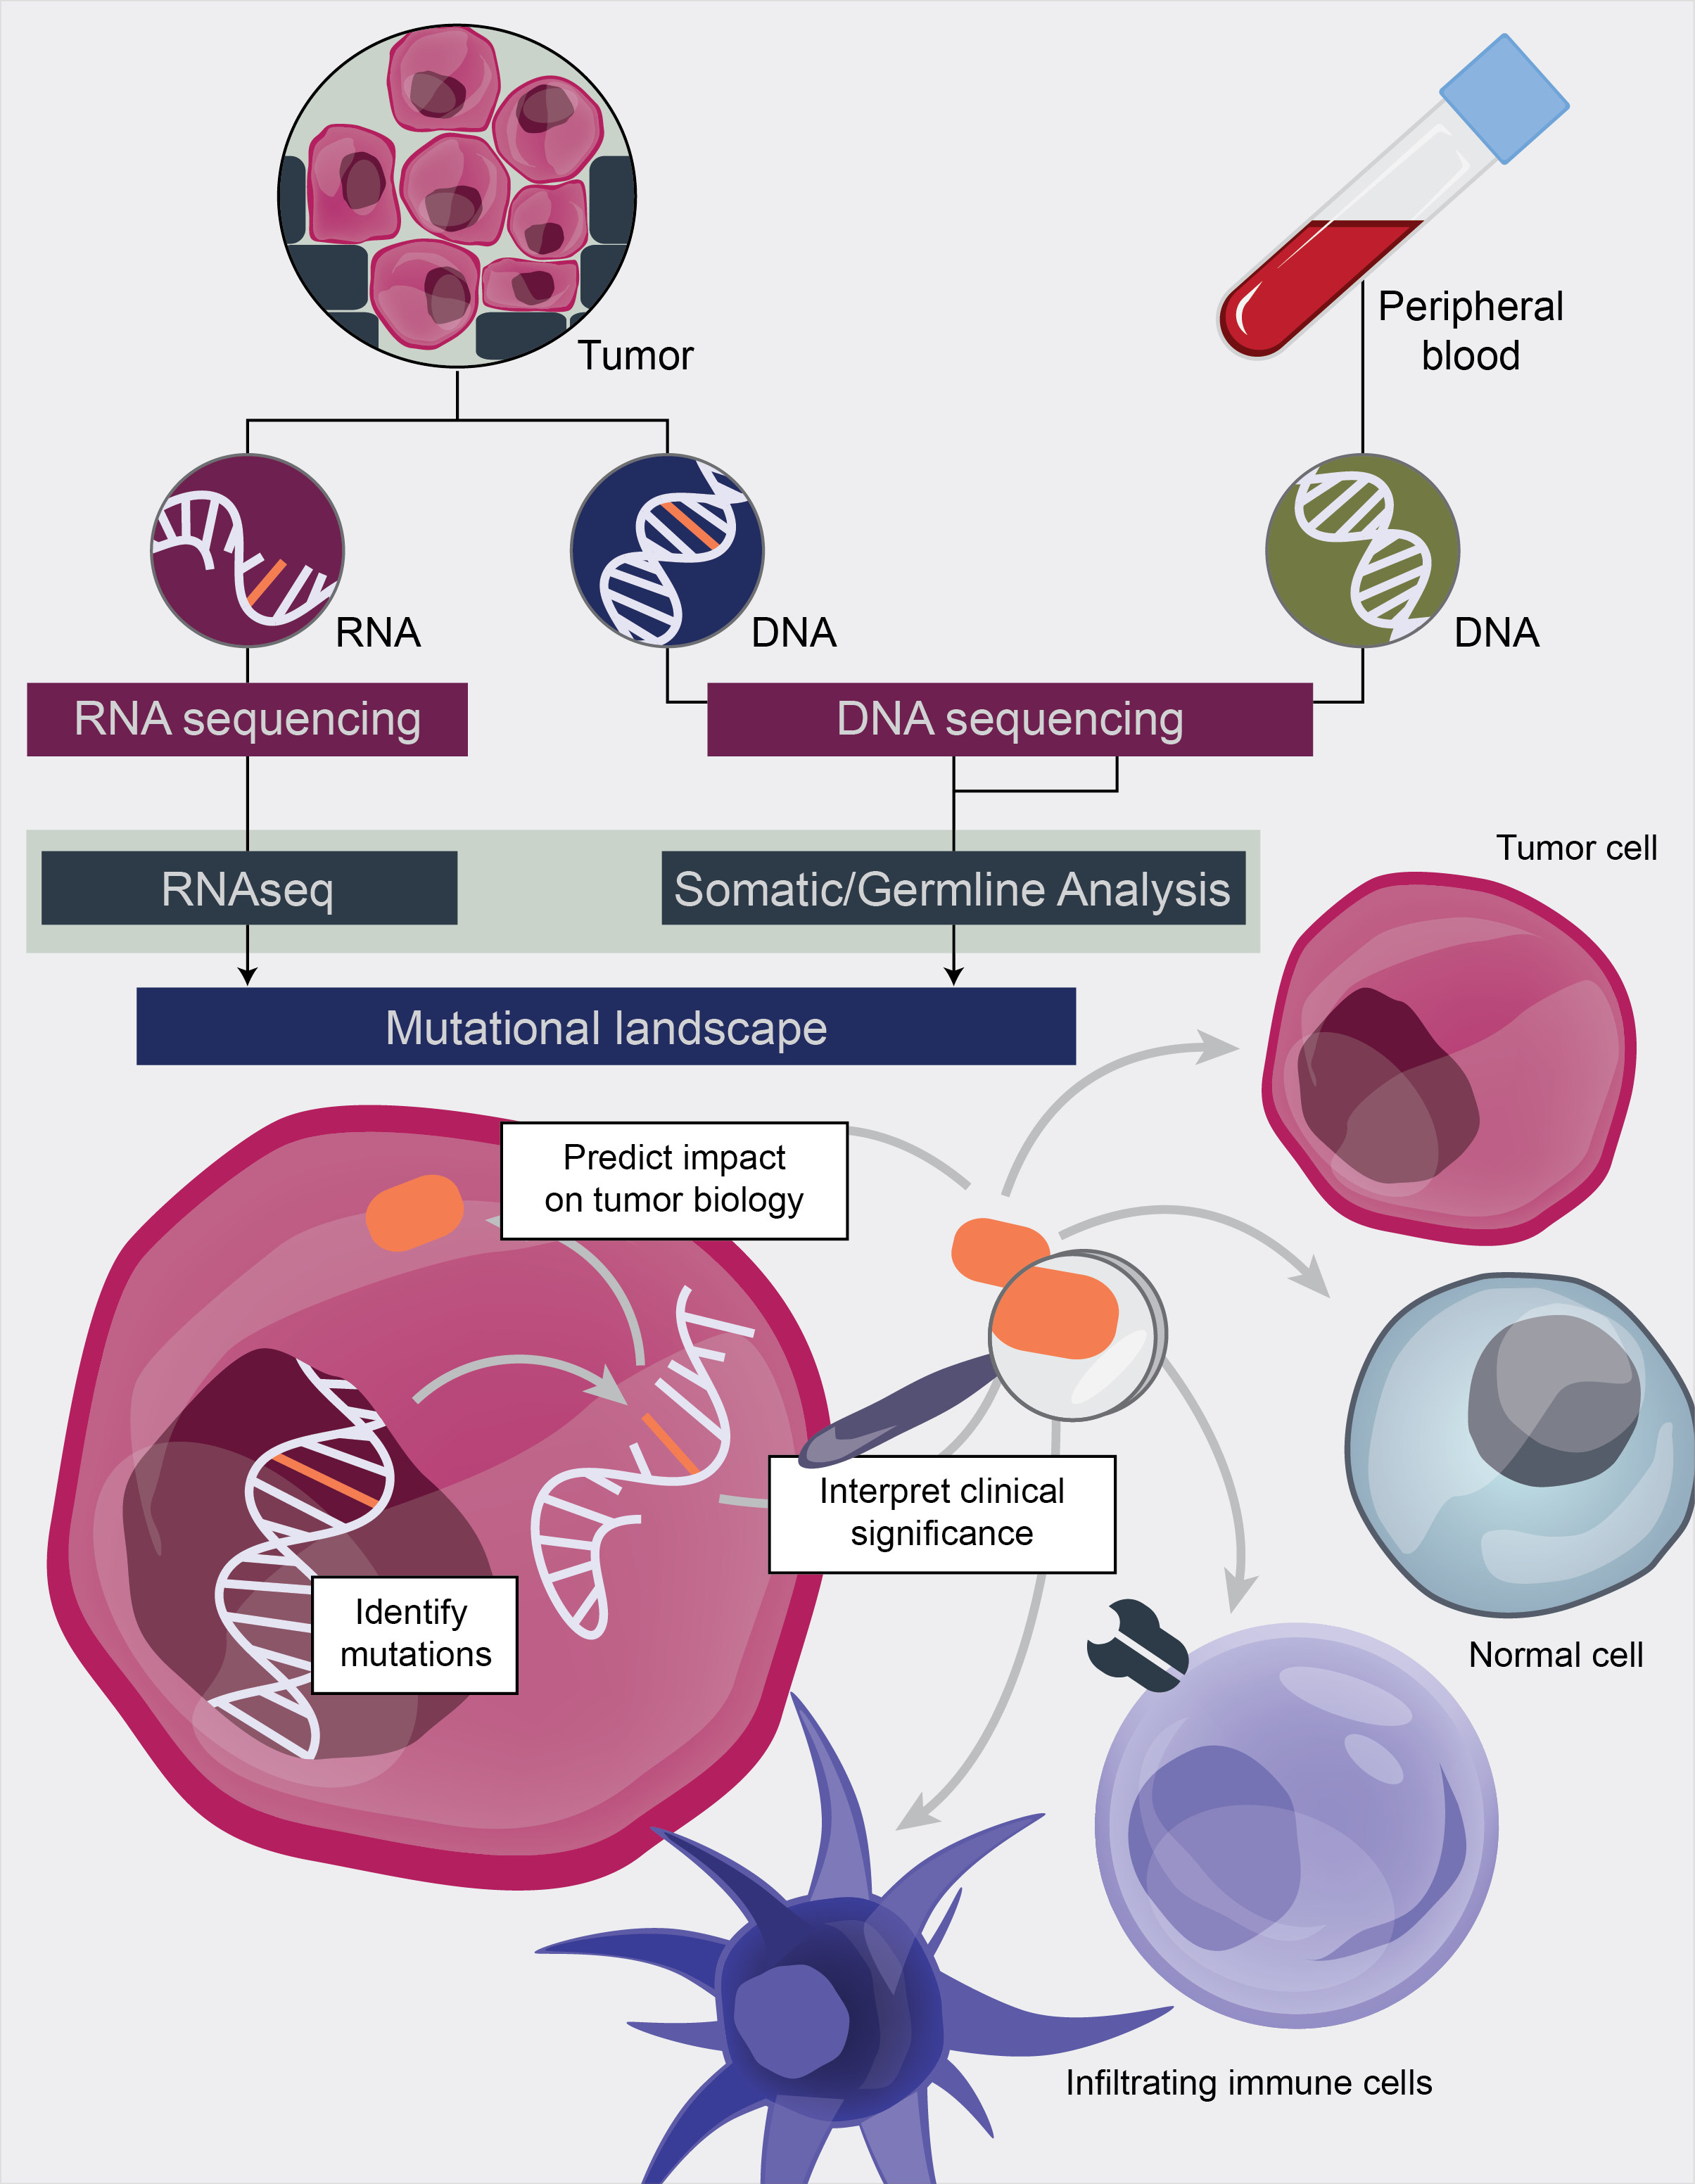 Tumor
Peripheral
blood
RNA
DNA
DNA
RNA sequencing
DNA sequencing
RNAseq
Somatic/Germline Analysis
Tumor cell
Mutational landscape
Predict impact
on tumor biology
Interpret clinical
significance
Identify
mutations
Normal cell
Infiltrating immune cells